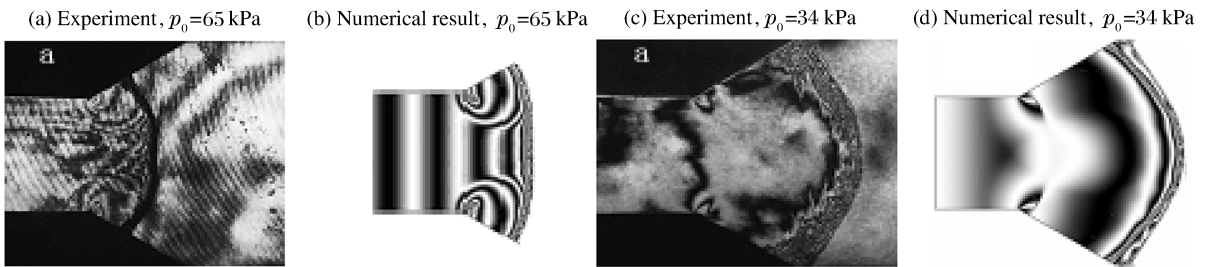 (a) Experiment, p₀=65 kPa
(b) Numerical result, p₀=65 kPa
(c) Experiment, p₀=34 kPa
(d) Numerical result, p₀=34 kPa
a
a